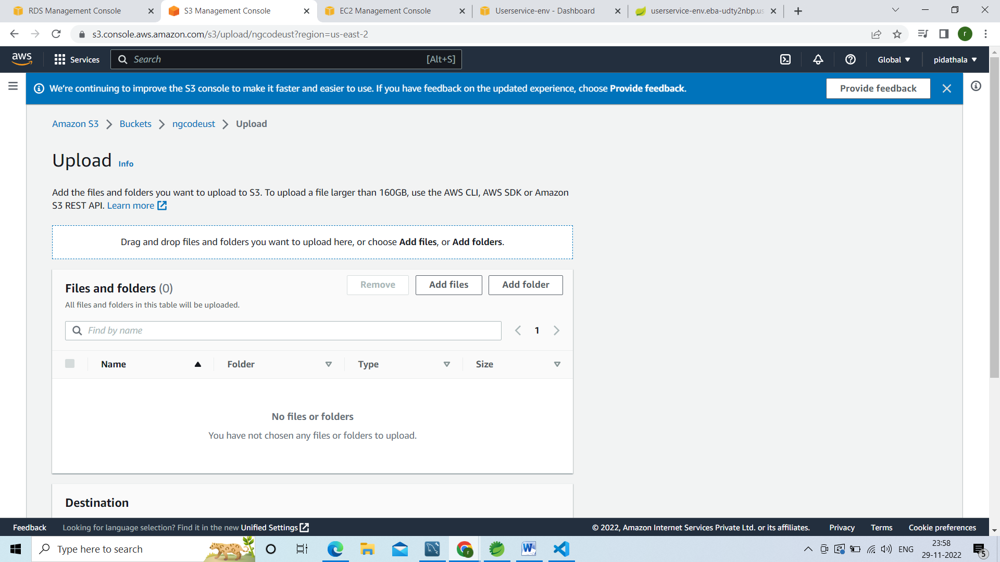 RDS Management Console
S3 Management Console
EC2 Management Console
Userservice-env - Dashboard
userservice-env.eba-udty2nbp.us
s3.console.aws.amazon.com/s3/upload/ngcodeust?region=us-east-2
r
aws
Services
Search
[Alt+S]
Global
pidathala
We're continuing to improve the S3 console to make it faster and easier to use. If you have feedback on the updated experience, choose Provide feedback.
Provide feedback
Amazon S3
Buckets
ngcodeust
Upload
Upload
Info
Add the files and folders you want to upload to S3. To upload a file larger than 160GB, use the AWS CLI, AWS SDK or Amazon
S3 REST API. Learn more
Drag and drop files and folders you want to upload here, or choose Add files, or Add folders.
Files and folders (0)
Remove
Add files
Add folder
All files and folders in this table will be uploaded.
Find by name
1
Name
Folder
Type
Size
No files or folders
You have not chosen any files or folders to upload.
Destination
Feedback
Looking for language selection? Find it in the new Unified Settings
© 2022, Amazon Internet Services Private Ltd. or its affiliates.
Privacy
Terms
Cookie preferences
Type here to search
ENG
23:58
29-11-2022
5